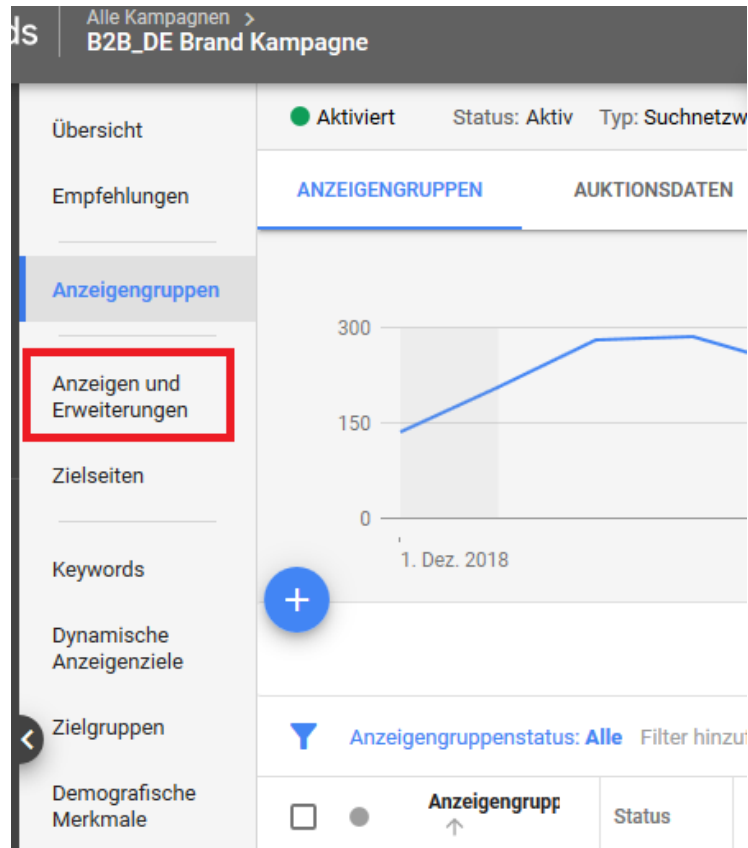 ds
Alle Kampagnen >
B2B_DE Brand Kampagne
Übersicht
Empfehlungen
Anzeigengruppen
Anzeigen und
Erweiterungen
Zielseiten
Keywords
Dynamische
Anzeigenziele
Zielgruppen
Demografische
Merkmale
Aktiviert Status: Aktiv Typ: Suchnetzw
ANZEIGENGRUPPEN AUKTIONSDATEN
300
150
0
1. Dez. 2018
Anzeigengruppenstatus: Alle Filter hinzu
Anzeigengrupp
Status